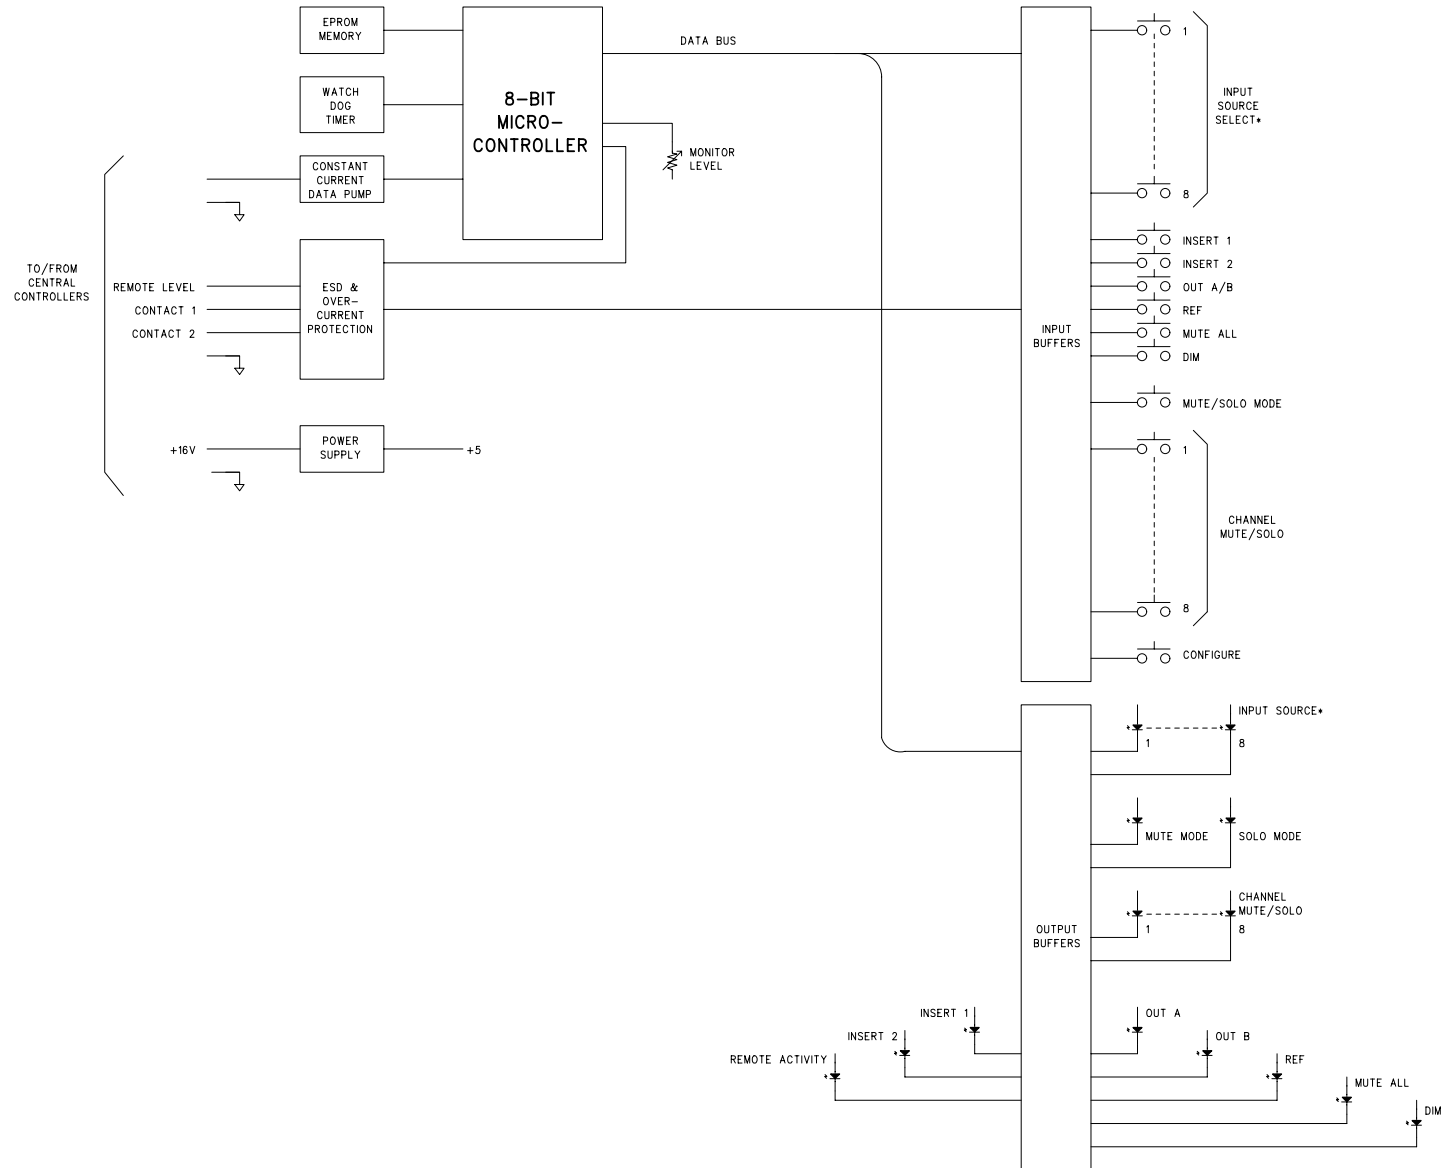 EPROM
MEMORY
WATCH
DOG
TIMER
CONSTANT
CURRENT
DATA PUMP
8-BIT
MICRO-
CONTROLLER
DATA BUS
MONITOR
LEVEL
TO/FROM
CENTRAL
CONTROLLERS
REMOTE LEVEL
CONTACT 1
CONTACT 2
ESD &
OVER-
CURRENT
PROTECTION
+16V
POWER
SUPPLY
+5
INPUT
BUFFERS
1
INPUT
SOURCE
SELECT*
8
INSERT 1
INSERT 2
OUT A/B
REF
MUTE ALL
DIM
MUTE/SOLO MODE
1
CHANNEL
MUTE/SOLO
8
CONFIGURE
OUTPUT
BUFFERS
INPUT SOURCE*
1
8
MUTE MODE
SOLO MODE
CHANNEL
MUTE/SOLO
1
8
INSERT 1
INSERT 2
REMOTE ACTIVITY
OUT A
OUT B
REF
MUTE ALL
DIM